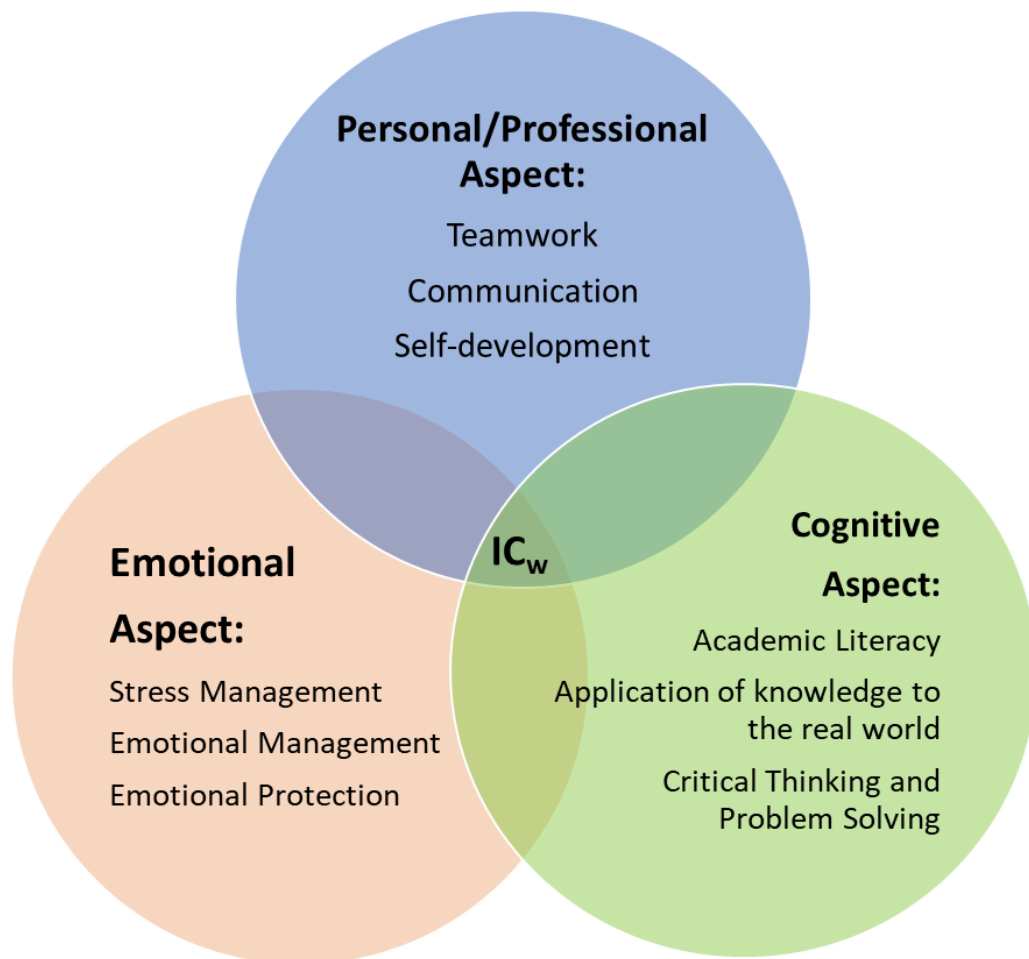 Personal/Professional
Aspect:
Teamwork
Communication
Self-development
IC_w
Emotional
Aspect:
Stress Management
Emotional Management
Emotional Protection
Cognitive
Aspect:
Academic Literacy
Application of knowledge to
the real world
Critical Thinking and
Problem Solving